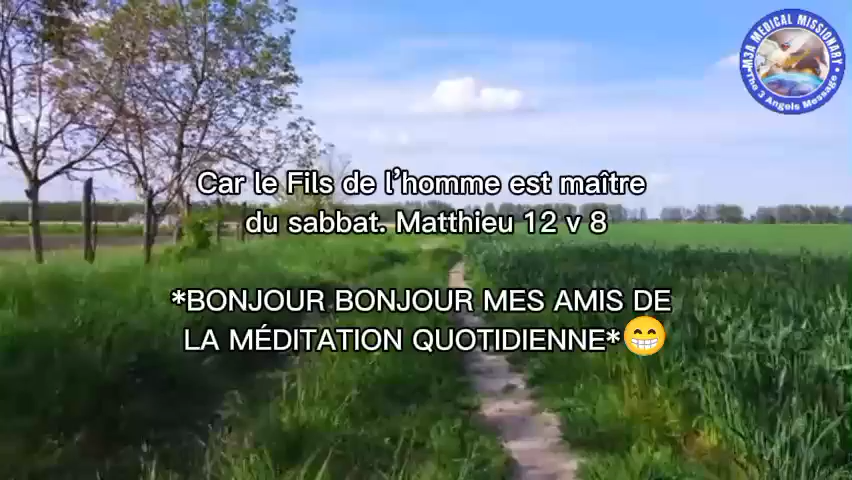 M3A MEDICAL MISSIONARY
The 3 Angels Message
Car le Fils de l’homme est maître
du sabbat. Matthieu 12 v 8
*BONJOUR BONJOUR MES AMIS DE
LA MÉDITATION QUOTIDIENNE*😁